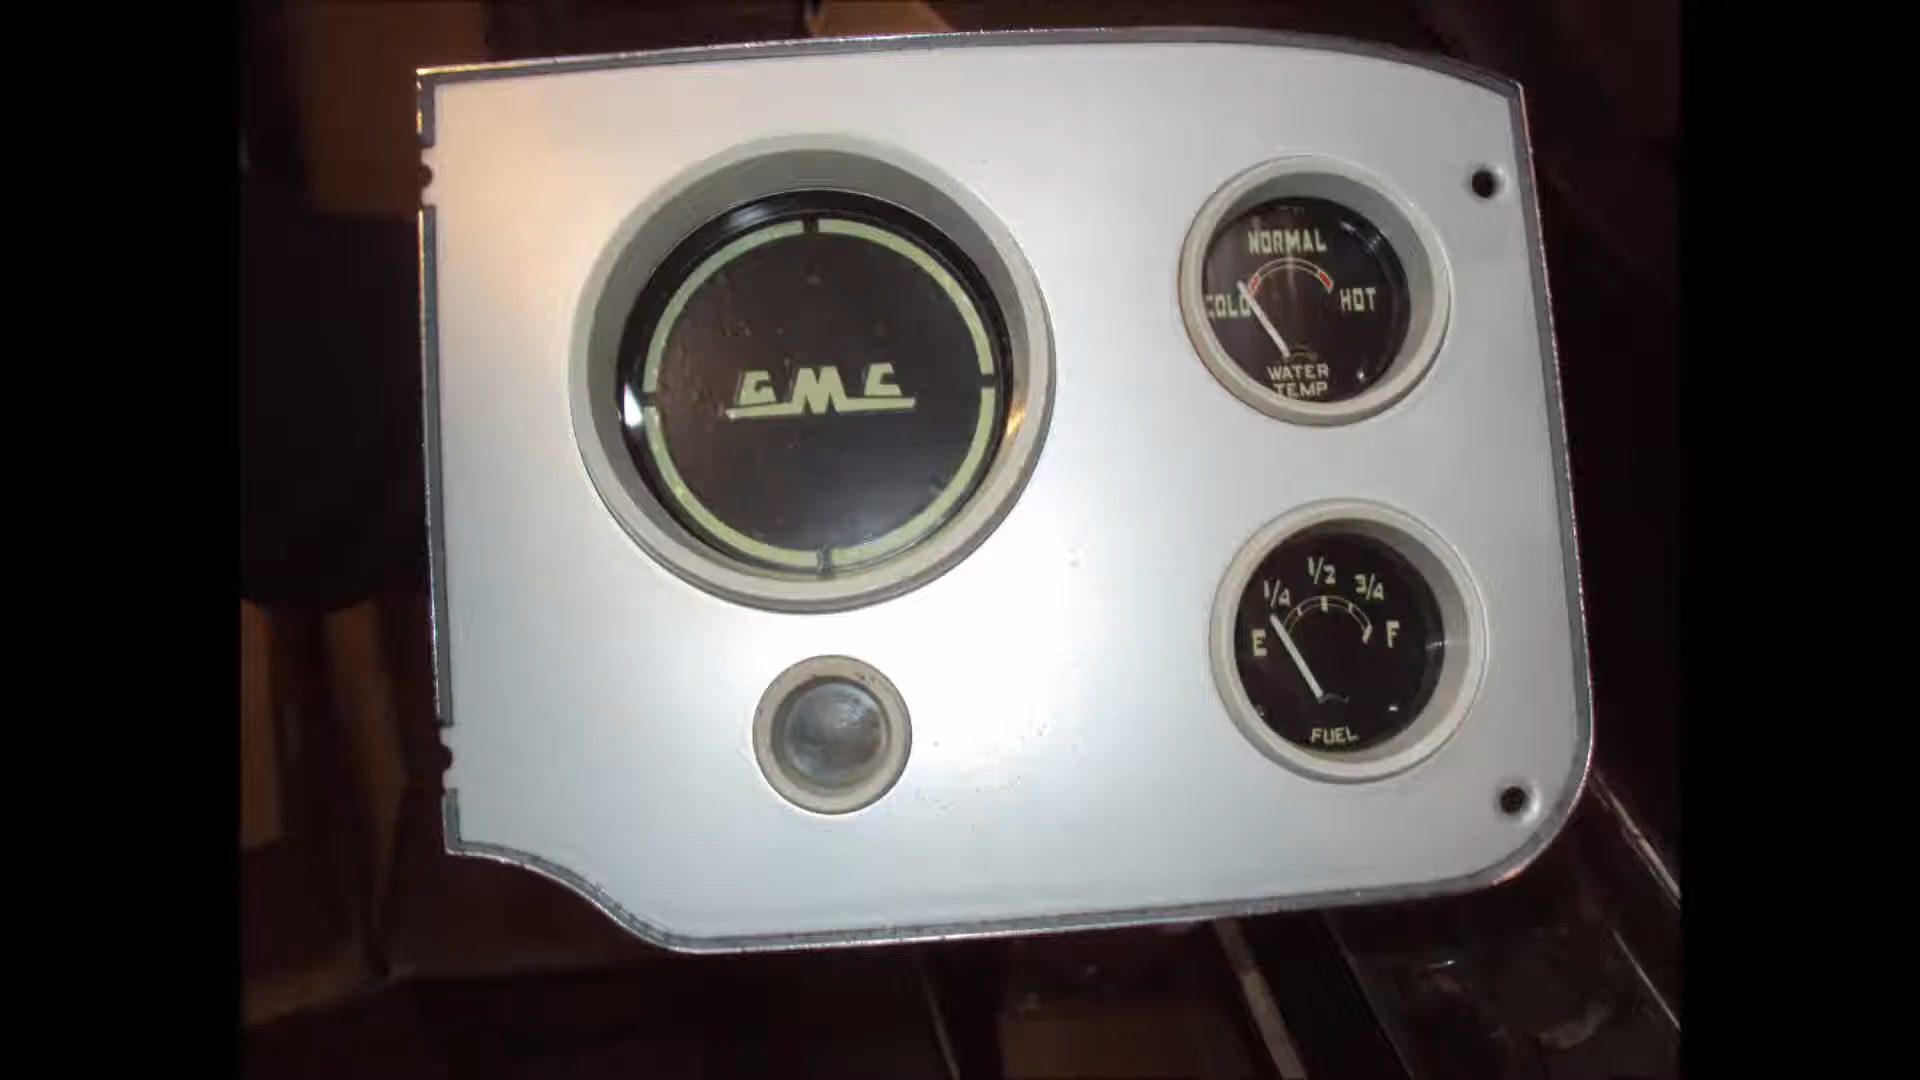 GMC
NORMAL
COLD
HOT
WATER
TEMP
1/4
1/2
3/4
E
F
FUEL